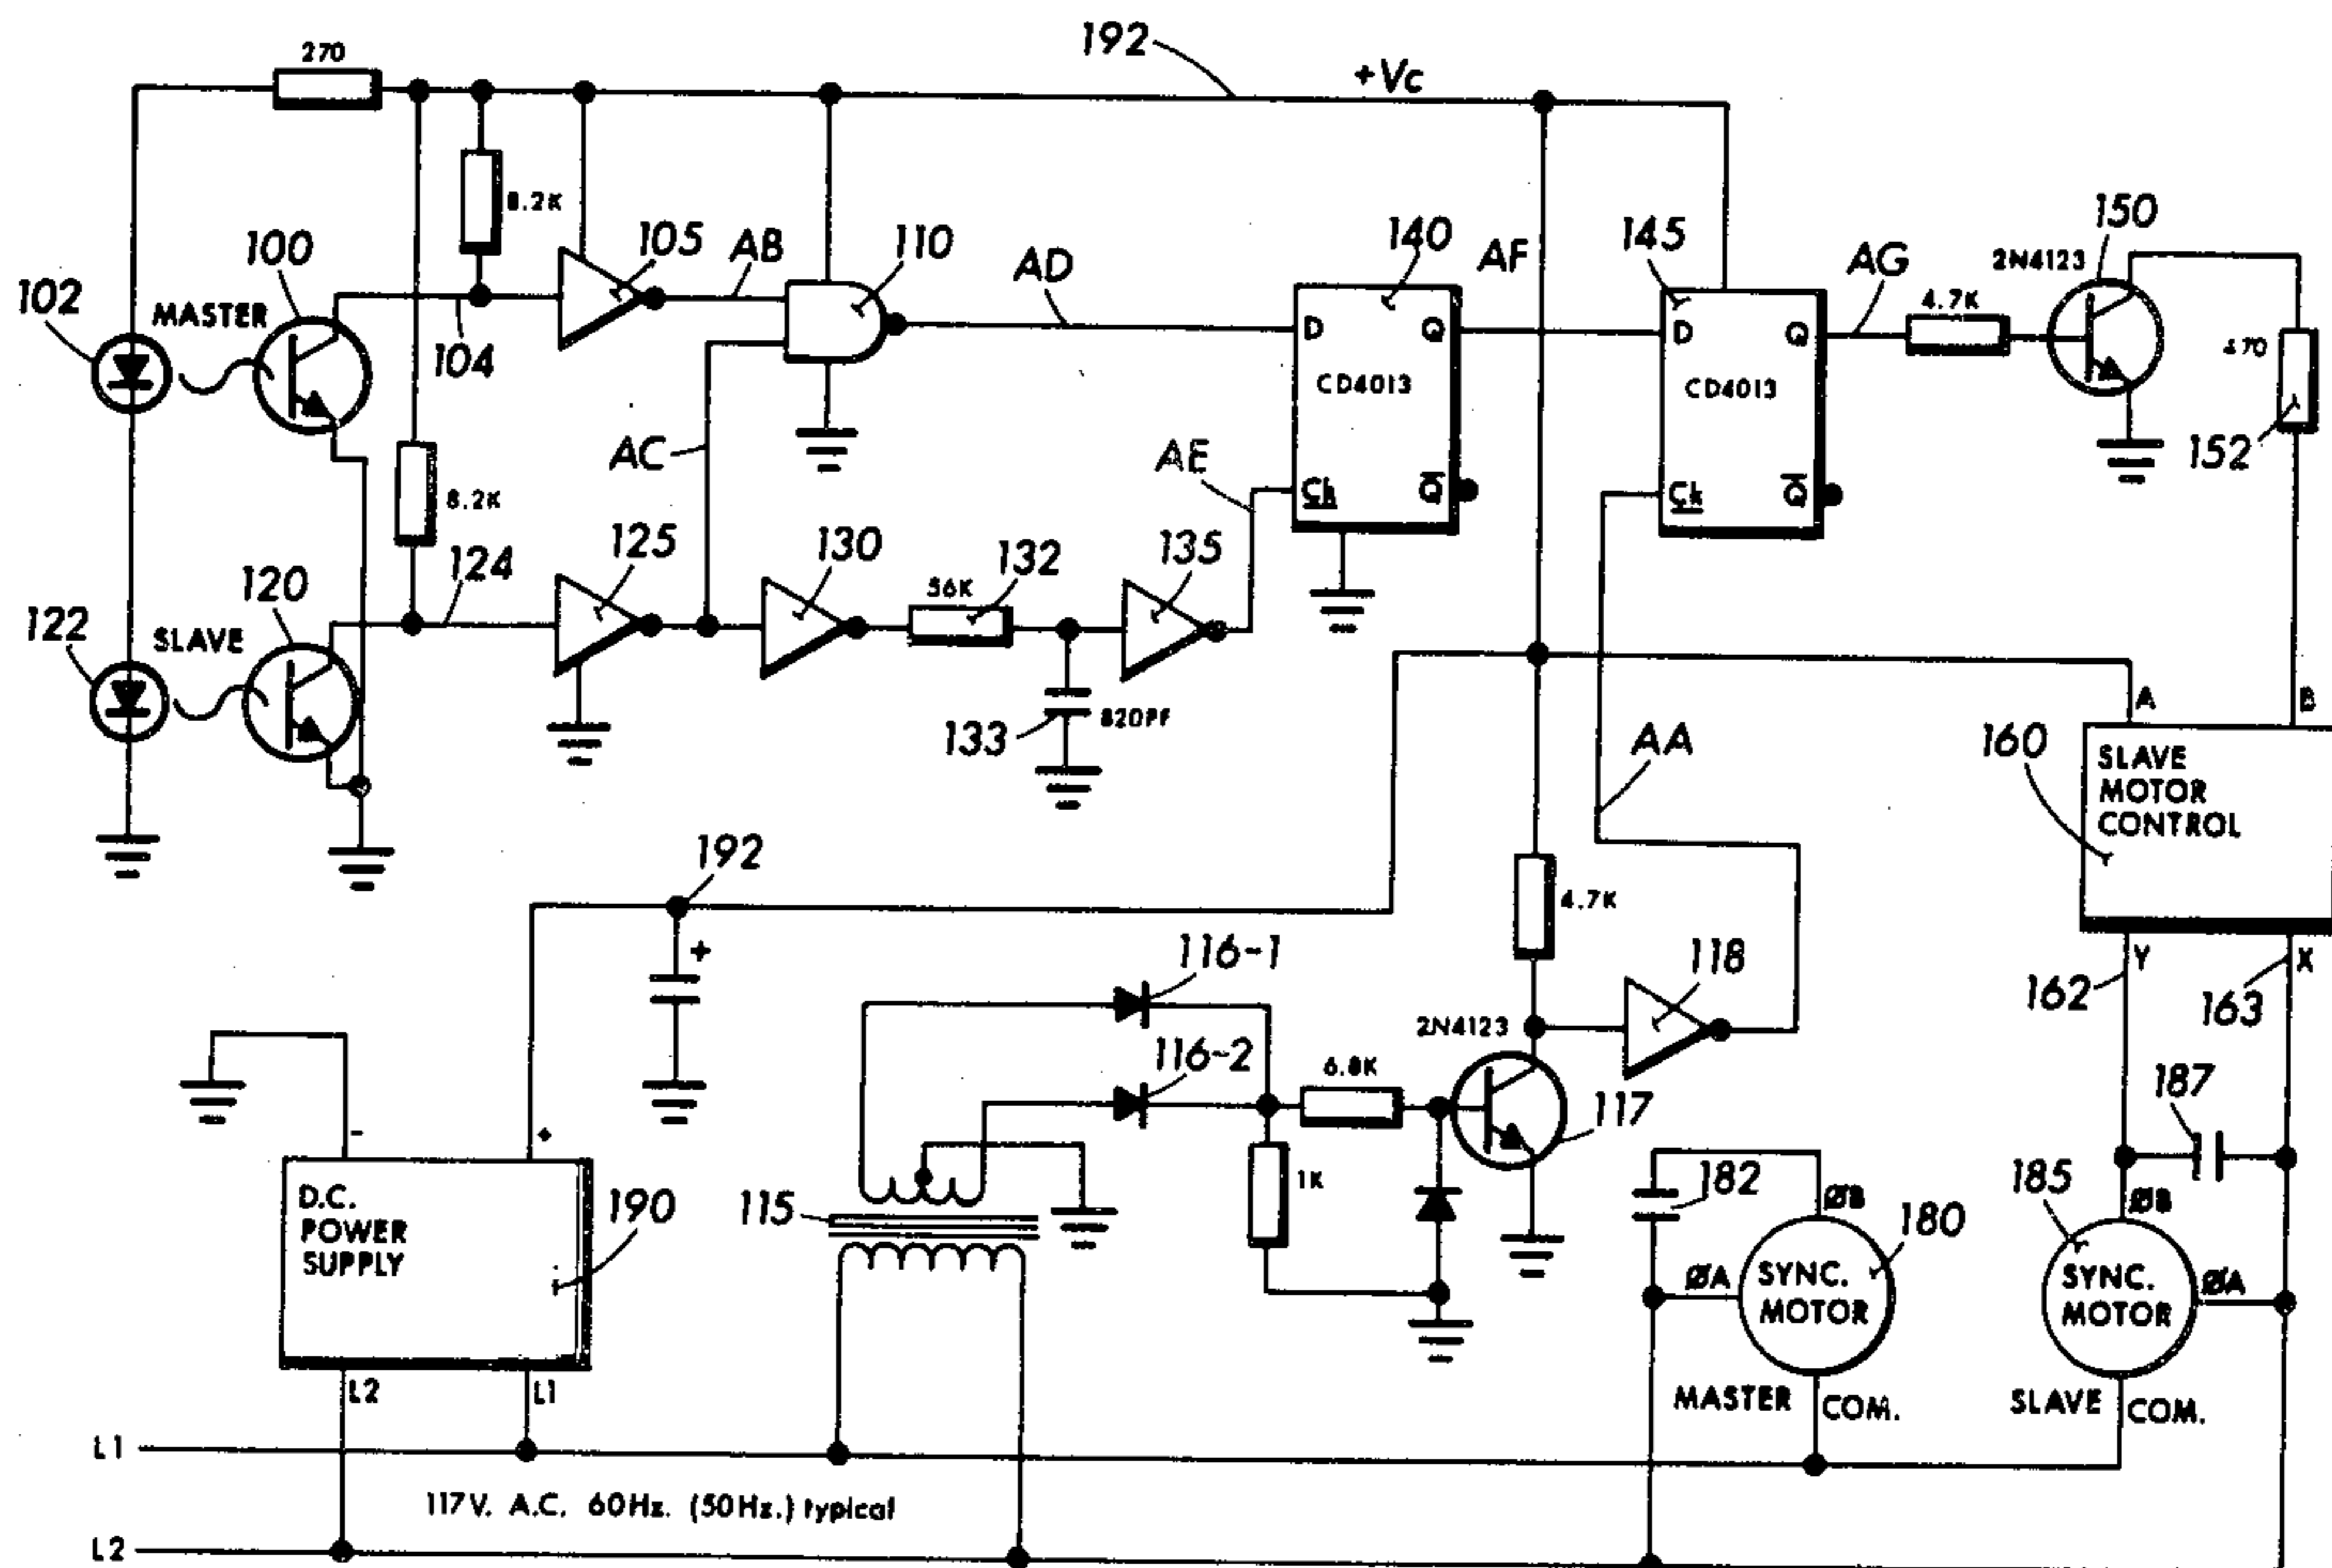 270
192
+Vc
8.2K
100
105
AB
110
AD
140
AF
145
AG
2N4123
150
4.7K
102
MASTER
104
D
Q
CD4013
D
Q
CD4013
470
152
AC
AE
Ck
Q̅
Ck
Q̅
8.2K
124
125
130
56K
132
135
122
SLAVE
120
133
820PF
AA
A
B
160
SLAVE
MOTOR
CONTROL
192
+
4.7K
116-1
118
Y
X
162
163
2N4123
116-2
6.8K
117
187
-
+
D.C.
POWER
SUPPLY
190
115
1K
182
ØB
180
185
ØB
ØA
SYNC.
MOTOR
SYNC.
MOTOR
ØA
L2
L1
MASTER
COM.
SLAVE
COM.
L1
117V. A.C. 60Hz. (50Hz.) typical
L2